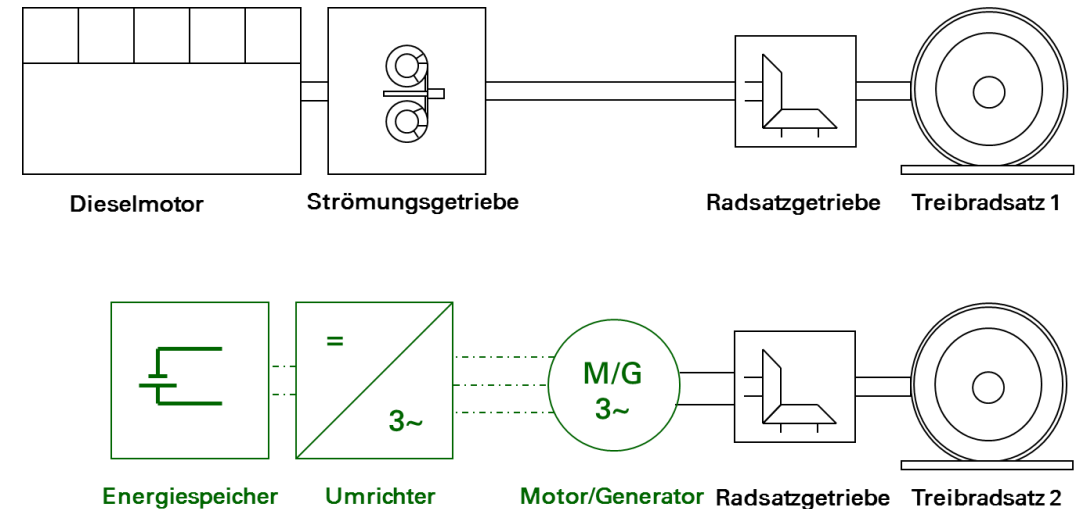 Dieselmotor
Strömungsgetriebe
Radsatzgetriebe
Treibradsatz 1
=
3~
M/G
3~
Energiespeicher
Umrichter
Motor/Generator
Radsatzgetriebe
Treibradsatz 2